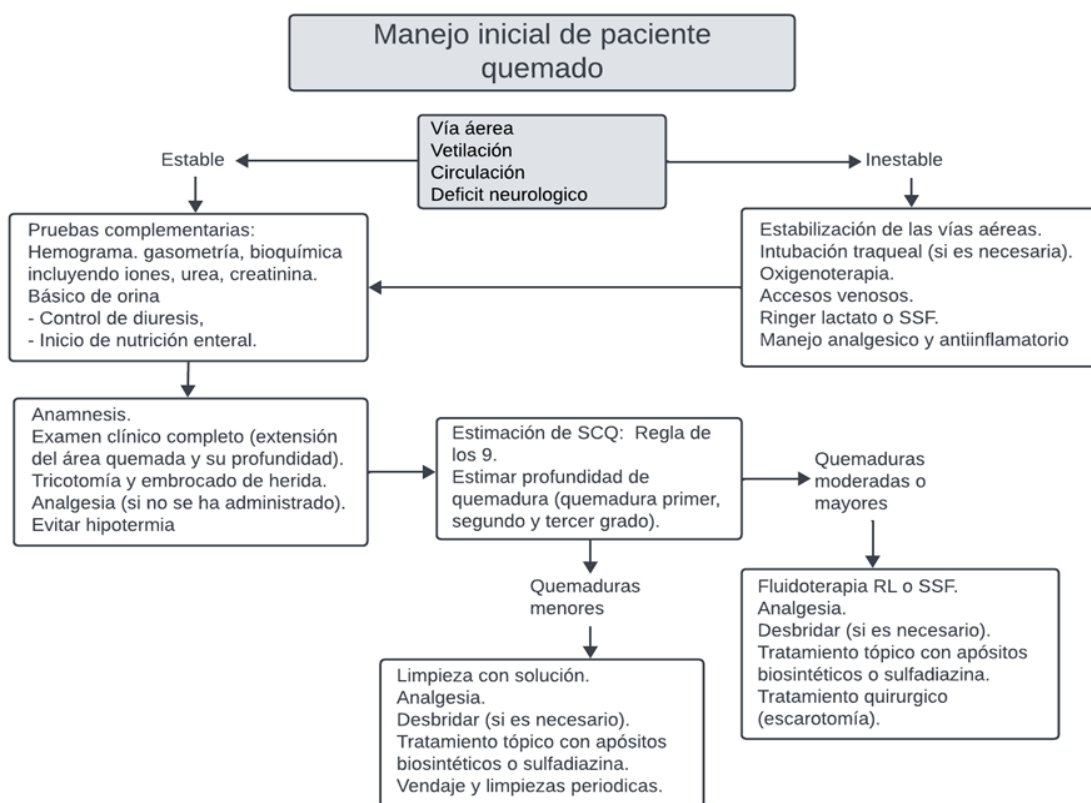 Manejo inicial de paciente
quemado
Vía áerea
Vetilación
Circulación
Deficit neurologico
Estable
Inestable
Pruebas complementarias:
Hemograma. gasometría, bioquímica
incluyendo iones, urea, creatinina.
Básico de orina
- Control de diuresis,
- Inicio de nutrición enteral.
Estabilización de las vías aéreas.
Intubación traqueal (si es necesaria).
Oxigenoterapia.
Accesos venosos.
Ringer lactato o SSF.
Manejo analgesico y antiinflamatorio
Anamnesis.
Examen clínico completo (extensión
del área quemada y su profundidad).
Tricotomía y embrocado de herida.
Analgesia (si no se ha administrado).
Evitar hipotermia
Estimación de SCQ: Regla de
los 9.
Estimar profundidad de
quemadura (quemadura primer,
segundo y tercer grado).
Quemaduras
moderadas o
mayores
Quemaduras
menores
Fluidoterapia RL o SSF.
Analgesia.
Desbridar (si es necesario).
Tratamiento tópico con apósitos
biosintéticos o sulfadiazina.
Tratamiento quirurgico
(escarotomía).
Limpieza con solución.
Analgesia.
Desbridar (si es necesario).
Tratamiento tópico con apósitos
biosintéticos o sulfadiazina.
Vendaje y limpiezas periodicas.